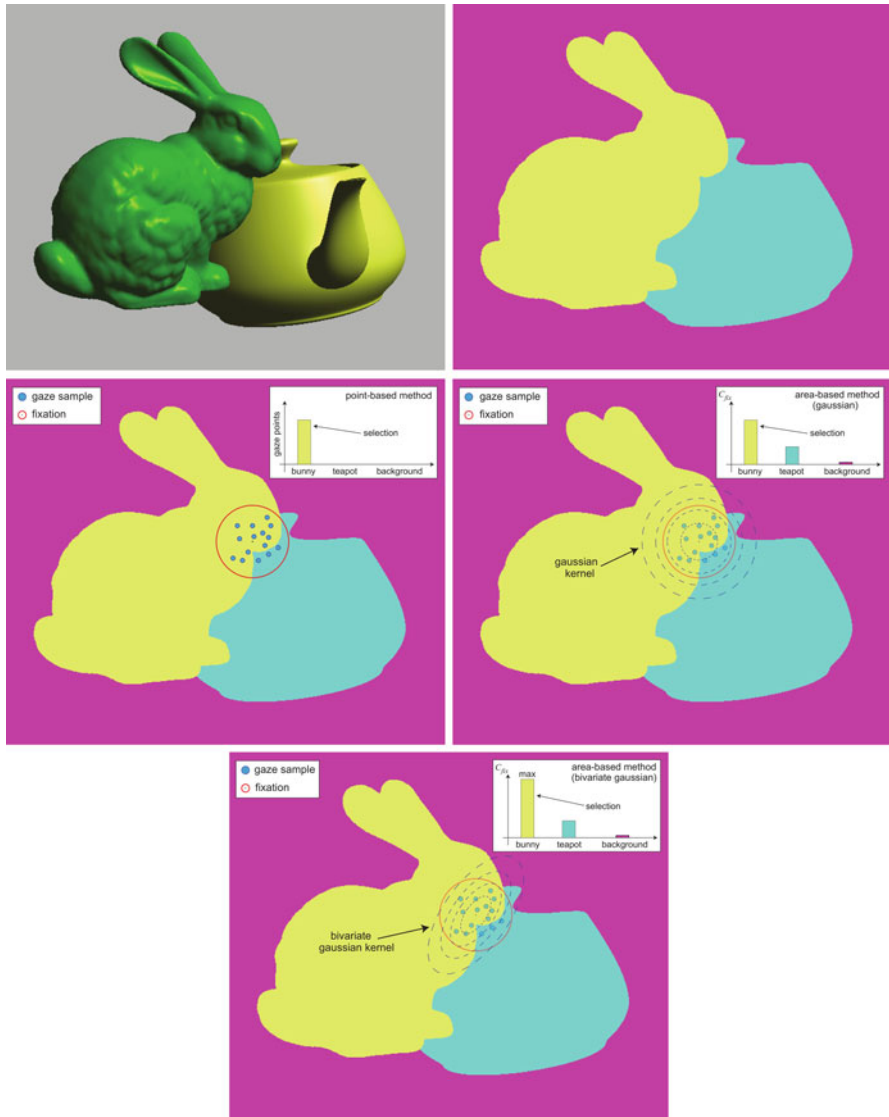 gaze sample
fixation
point-based method
gaze points
selection
bunny teapot background
gaze sample
fixation
C_fix
area-based method
(gaussian)
selection
bunny teapot background
gaussian
kernel
gaze sample
fixation
C_fix
max
area-based method
(bivariate gaussian)
selection
bunny teapot background
bivariate
gaussian kernel